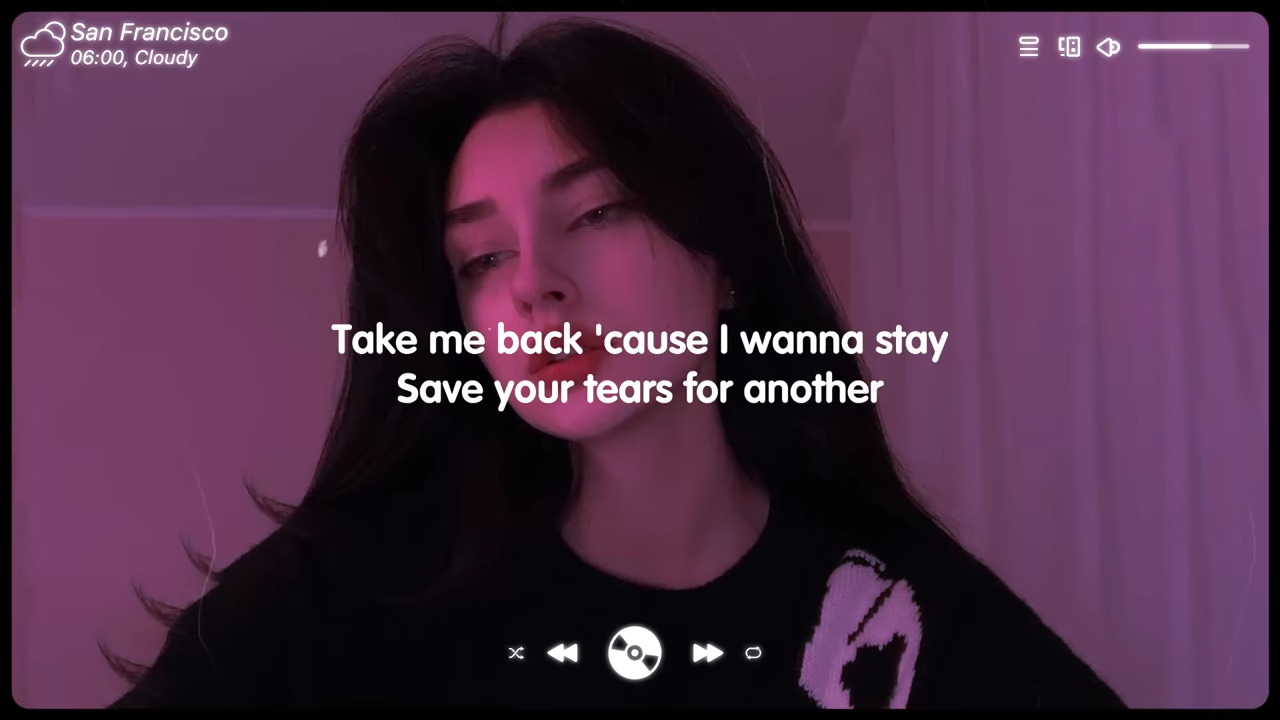 San Francisco
06:00, Cloudy
Take me back 'cause I wanna stay
Save your tears for another